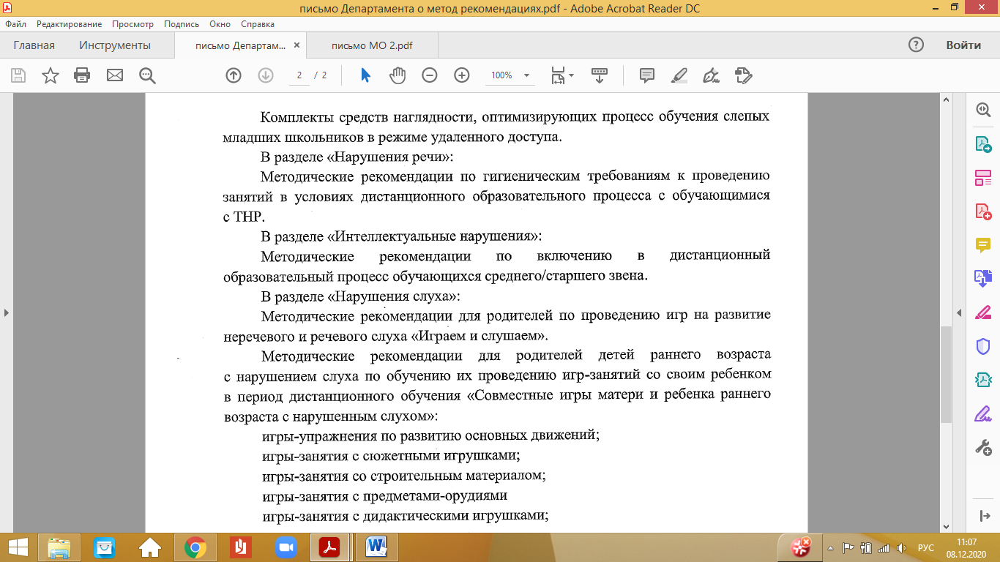 письмо Департамента о метод рекомендациях.pdf - Adobe Acrobat Reader DC
Файл Редактирование Просмотр Подпись Окно Справка
Главная Инструменты письмо Департам... × письмо МО 2.pdf Войти
2 / 2 100%
Комплекты средств наглядности, оптимизирующих процесс обучения слепых
младших школьников в режиме удаленного доступа.
В разделе «Нарушения речи»:
Методические рекомендации по гигиеническим требованиям к проведению
занятий в условиях дистанционного образовательного процесса с обучающимися
с ТНР.
В разделе «Интеллектуальные нарушения»:
Методические рекомендации по включению в дистанционный
образовательный процесс обучающихся среднего/старшего звена.
В разделе «Нарушения слуха»:
Методические рекомендации для родителей по проведению игр на развитие
неречевого и речевого слуха «Играем и слушаем».
Методические рекомендации для родителей детей раннего возраста
с нарушением слуха по обучению их проведению игр-занятий со своим ребенком
в период дистанционного обучения «Совместные игры матери и ребенка раннего
возраста с нарушенным слухом»:
игры-упражнения по развитию основных движений;
игры-занятия с сюжетными игрушками;
игры-занятия со строительным материалом;
игры-занятия с предметами-орудиями
игры-занятия с дидактическими игрушками;
РУС 11:07
08.12.2020